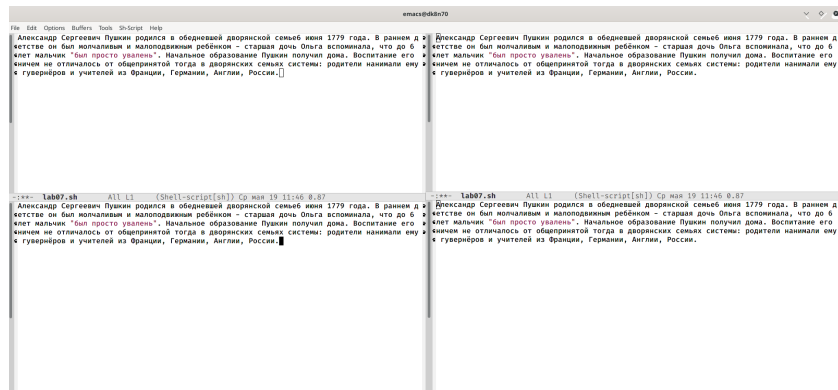 emacs@dk8n70
File Edit Options Buffers Tools Sh-Script Help
Александр Сергеевич Пушкин родился в обедневшей дворянской семье6 июня 1779 года. В раннем д
етстве он был молчаливым и малоподвижным ребёнком – старшая дочь Ольга вспоминала, что до 6
лет мальчик "был просто увалень". Начальное образование Пушкин получил дома. Воспитание его
ничем не отличалось от общепринятой тогда в дворянских семьях системы: родители нанимали ему
гувернёров и учителей из Франции, Германии, Англии, России.
-:**- lab07.sh All L1 (Shell-script[sh]) Ср мая 19 11:46 0.87
Александр Сергеевич Пушкин родился в обедневшей дворянской семье6 июня 1779 года. В раннем д
етстве он был молчаливым и малоподвижным ребёнком – старшая дочь Ольга вспоминала, что до 6
лет мальчик "был просто увалень". Начальное образование Пушкин получил дома. Воспитание его
ничем не отличалось от общепринятой тогда в дворянских семьях системы: родители нанимали ему
гувернёров и учителей из Франции, Германии, Англии, России.
Александр Сергеевич Пушкин родился в обедневшей дворянской семье6 июня 1779 года. В раннем д
етстве он был молчаливым и малоподвижным ребёнком – старшая дочь Ольга вспоминала, что до 6
лет мальчик "был просто увалень". Начальное образование Пушкин получил дома. Воспитание его
ничем не отличалось от общепринятой тогда в дворянских семьях системы: родители нанимали ему
гувернёров и учителей из Франции, Германии, Англии, России.
-:**- lab07.sh All L1 (Shell-script[sh]) Ср мая 19 11:46 0.87
Александр Сергеевич Пушкин родился в обедневшей дворянской семье6 июня 1779 года. В раннем д
етстве он был молчаливым и малоподвижным ребёнком – старшая дочь Ольга вспоминала, что до 6
лет мальчик "был просто увалень". Начальное образование Пушкин получил дома. Воспитание его
ничем не отличалось от общепринятой тогда в дворянских семьях системы: родители нанимали ему
гувернёров и учителей из Франции, Германии, Англии, России.